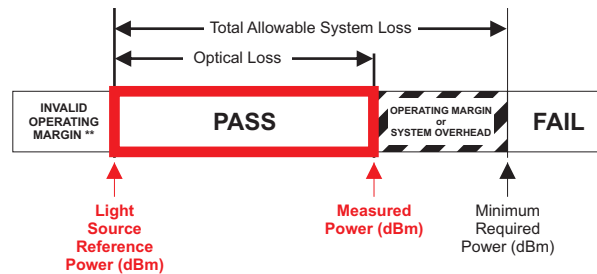 Total Allowable System Loss
Optical Loss
INVALID
OPERATING
MARGIN **
PASS
OPERATING MARGIN
or
SYSTEM OVERHEAD
FAIL
Light
Source
Reference
Power (dBm)
Measured
Power (dBm)
Minimum
Required
Power (dBm)